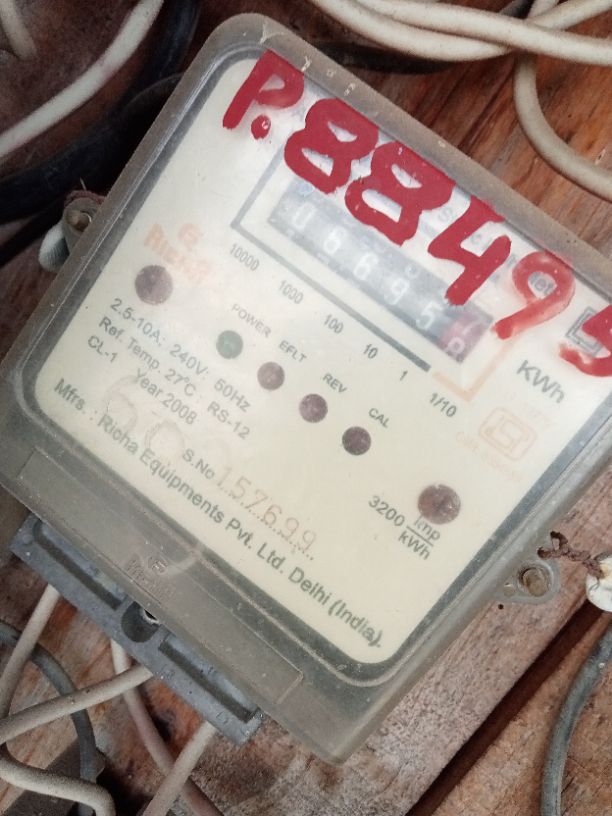 P.88495
RICHA
066956
10000 1000 100 10 1 1/10
KWh
POWER EFLT REV CAL
2.5-10A; 240V; 50Hz
Ref. Temp. 27°C RS-12
CL-1 Year 2008
S.No. 157699
3200 imp/kWh
Mfrs. : Richa Equipments Pvt. Ltd. Delhi (India).